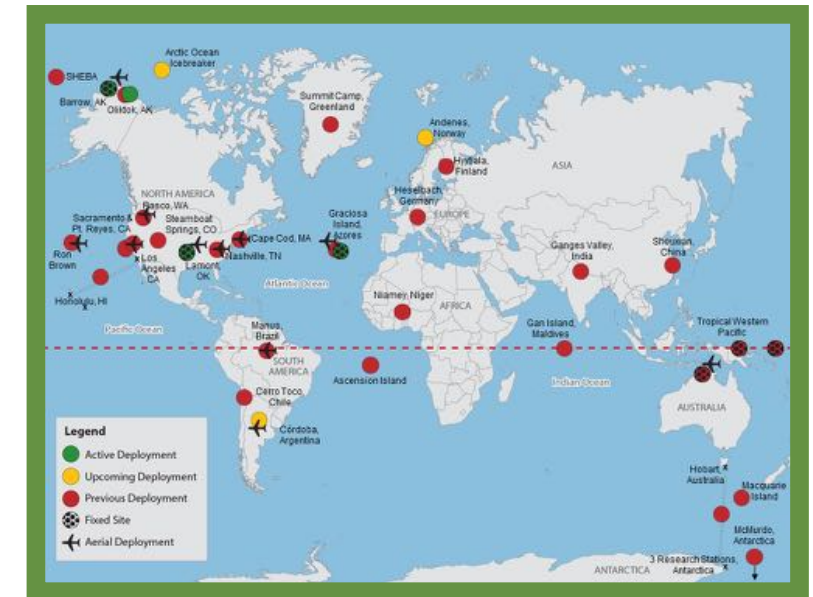 Arctic Ocean
Icebreaker
SHEBA
Barrow, AK
Oliktok, AK
Summit Camp,
Greenland
Andenes,
Norway
Hyytiala,
Finland
ASIA
NORTH AMERICA
Pasco, WA
Sacramento &
Pt. Reyes, CA
Steamboat
Springs, CO
Heselbach,
Germany
EUROPE
Graciosa
Island,
Azores
Cape Cod, MA
Nashville, TN
Ron
Brown
Los
Angeles
CA
Lamont,
OK
Ganges Valley,
India
Shouxian,
China
Honolulu, HI
Atlantic Ocean
Niamey, Niger
AFRICA
Pacific Ocean
Manus,
Brazil
Gan Island,
Maldives
Tropical Western
Pacific
SOUTH
AMERICA
Ascension Island
Indian Ocean
Cerro Toco,
Chile
AUSTRALIA
Córdoba,
Argentina
Legend
Active Deployment
Upcoming Deployment
Previous Deployment
Fixed Site
Aerial Deployment
Hobart,
Australia
Macquarie
Island
McMurdo,
Antarctica
3 Research Stations,
Antarctica
ANTARCTICA